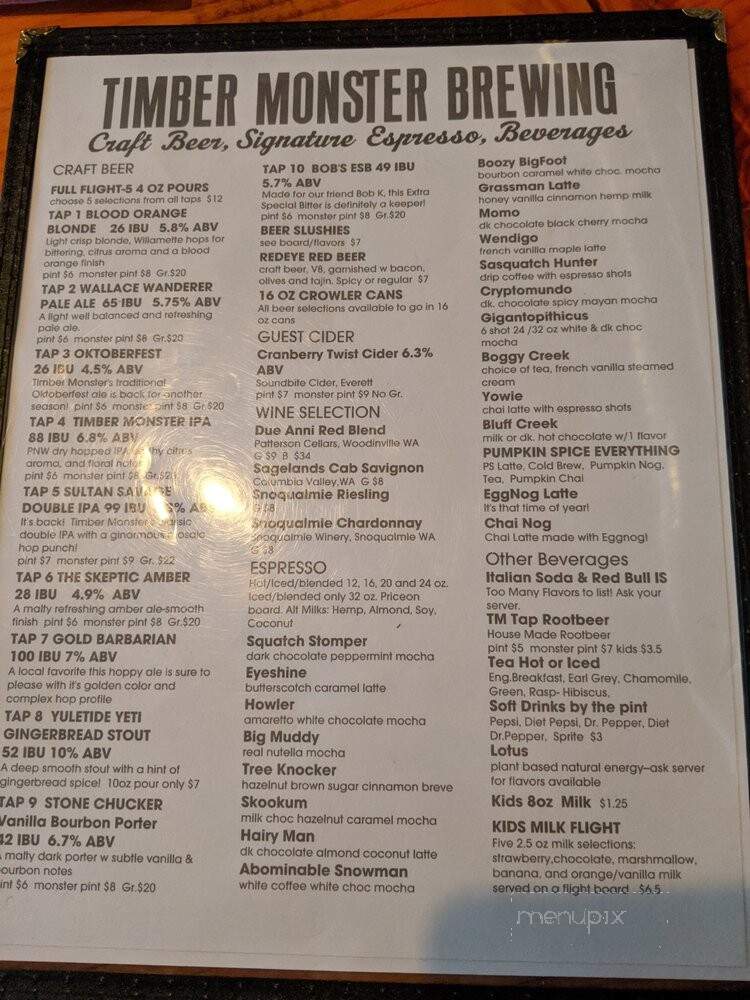 TIMBER MONSTER BREWING
Craft Beer, Signature Espresso, Beverages
CRAFT BEER
FULL FLIGHT-5 4 OZ POURS
choose 5 selections from all taps $12
TAP 1 BLOOD ORANGE
BLONDE 26 IBU 5.8% ABV
Light crisp blonde, Willamette hops for
bittering, citrus aroma and a blood
orange finish
pint $6 monster pint $8 Gr.$20
TAP 2 WALLACE WANDERER
PALE ALE 65 IBU 5.75% ABV
A light well balanced and refreshing
pale ale.
pint $6 monster pint $8 Gr.$20
TAP 3 OKTOBERFEST
26 IBU 4.5% ABV
Timber Monster's traditional
Oktoberfest ale is back for another
season! pint $6 monster pint $8 Gr $20
TAP 4 TIMBER MONSTER IPA
88 IBU 6.8% ABV
PNW dry hopped IPA citrus
aroma, and floral notes
pint $6 monster pint $8 Gr.$20
TAP 5 SULTAN SAVAGE
DOUBLE IPA 99 IBU ABV
It's back! Timber Monster's
double IPA with a ginormous
hop punch!
pint $7 monster pint $9 Gr. $22
TAP 6 THE SKEPTIC AMBER
28 IBU 4.9% ABV
A malty refreshing amber ale-smooth
finish pint $6 monster pint $8 Gr.$20
TAP 7 GOLD BARBARIAN
100 IBU 7% ABV
A local favorite this hoppy ale is sure to
please with it's golden color and
complex hop profile
TAP 8 YULETIDE YETI
GINGERBREAD STOUT
52 IBU 10% ABV
A deep smooth stout with a hint of
gingerbread spice! 10oz pour only $7
TAP 9 STONE CHUCKER
Vanilla Bourbon Porter
42 IBU 6.7% ABV
A malty dark porter w subtle vanilla &
bourbon notes
pint $6 monster pint $8 Gr.$20
TAP 10 BOB'S ESB 49 IBU
5.7% ABV
Made for our friend Bob K, this Extra
Special Bitter is definitely a keeper!
pint $6 monster pint $8 Gr.$20
BEER SLUSHIES
see board/flavors $7
REDEYE RED BEER
craft beer, V8, garnished w bacon,
olives and tajin. Spicy or regular $7
16 OZ CROWLER CANS
All beer selections available to go in 16
oz cans
GUEST CIDER
Cranberry Twist Cider 6.3%
ABV
Soundbite Cider, Everett
pint $7 monster pint $9 No Gr.
WINE SELECTION
Due Anni Red Blend
Patterson Cellars, Woodinville WA
G $9 B $34
Sagelands Cab Savignon
Columbia Valley,WA G $8
Snoqualmie Riesling
G $8
Snoqualmie Chardonnay
Snoqualmie Winery, Snoqualmie WA
G $8
ESPRESSO
Hot/Iced/blended 12, 16, 20 and 24 oz.
Iced/blended only 32 oz. Priceon
board. Alt Milks: Hemp, Almond, Soy,
Coconut
Squatch Stomper
dark chocolate peppermint mocha
Eyeshine
butterscotch caramel latte
Howler
amaretto white chocolate mocha
Big Muddy
real nutella mocha
Tree Knocker
hazelnut brown sugar cinnamon breve
Skookum
milk choc hazelnut caramel mocha
Hairy Man
dk chocolate almond coconut latte
Abominable Snowman
white coffee white choc mocha
Boozy BigFoot
bourbon caramel white choc. mocha
Grassman Latte
honey vanilla cinnamon hemp milk
Momo
dk chocolate black cherry mocha
Wendigo
french vanilla maple latte
Sasquatch Hunter
drip coffee with espresso shots
Cryptomundo
dk. chocolate spicy mayan mocha
Gigantopithicus
6 shot 24 /32 oz white & dk choc
mocha
Boggy Creek
choice of tea, french vanilla steamed
cream
Yowie
chai latte with espresso shots
Bluff Creek
milk or dk. hot chocolate w/1 flavor
PUMPKIN SPICE EVERYTHING
PS Latte, Cold Brew, Pumpkin Nog,
Tea, Pumpkin Chai
EggNog Latte
It's that time of year!
Chai Nog
Chai Latte made with Eggnog!
Other Beverages
Italian Soda & Red Bull IS
Too Many Flavors to list! Ask your
server.
TM Tap Rootbeer
House Made Rootbeer
pint $5 monster pint $7 kids $3.5
Tea Hot or Iced
Eng.Breakfast, Earl Grey, Chamomile,
Green, Rasp- Hibiscus,
Soft Drinks by the pint
Pepsi, Diet Pepsi, Dr. Pepper, Diet
Dr.Pepper, Sprite $3
Lotus
plant based natural energy–ask server
for flavors available
Kids 8oz Milk $1.25
KIDS MILK FLIGHT
Five 2.5 oz milk selections:
strawberry,chocolate, marshmallow,
banana, and orange/vanilla milk
served on a flight board $6.5
menupix